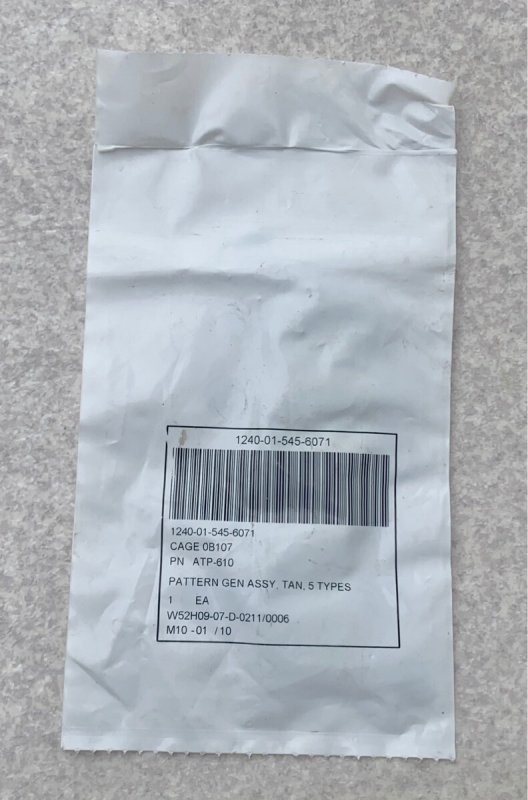 1240-01-545-6071
1240-01-545-6071
CAGE 0B107
PN ATP-610
PATTERN GEN ASSY, TAN, 5 TYPES
1 EA
W52H09-07-D-0211/0006
M10 -01 /10